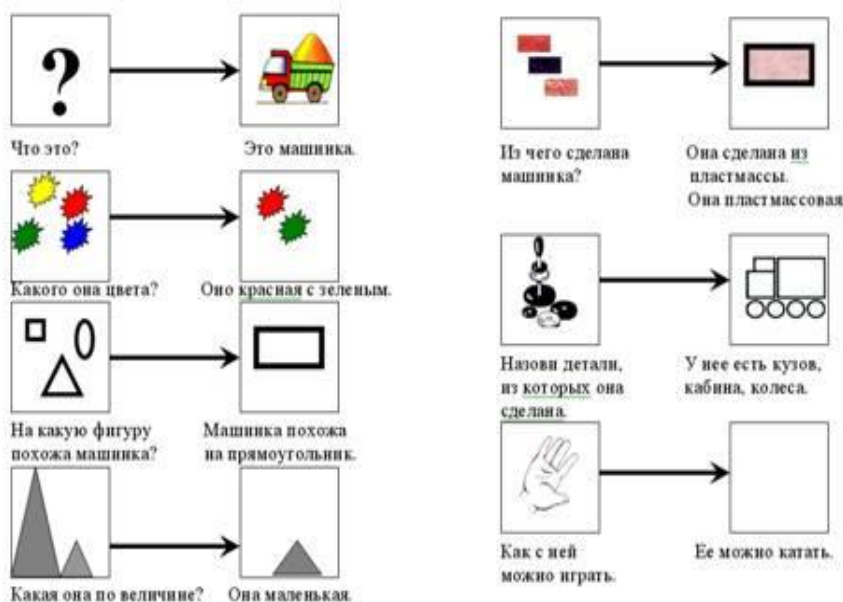 ?
Что это?
Это машинка.
Какого она цвета?
Оно красная с зеленым.
На какую фигуру
похожа машинка?
Машинка похожа
на прямоугольник.
Какая она по величине?
Она маленькая.
Из чего сделана
машинка?
Она сделана из
пластмассы.
Она пластмассовая
Назови детали,
из которых она
сделана.
У нее есть кузов,
кабина, колеса.
Как с ней
можно играть.
Ее можно катать.